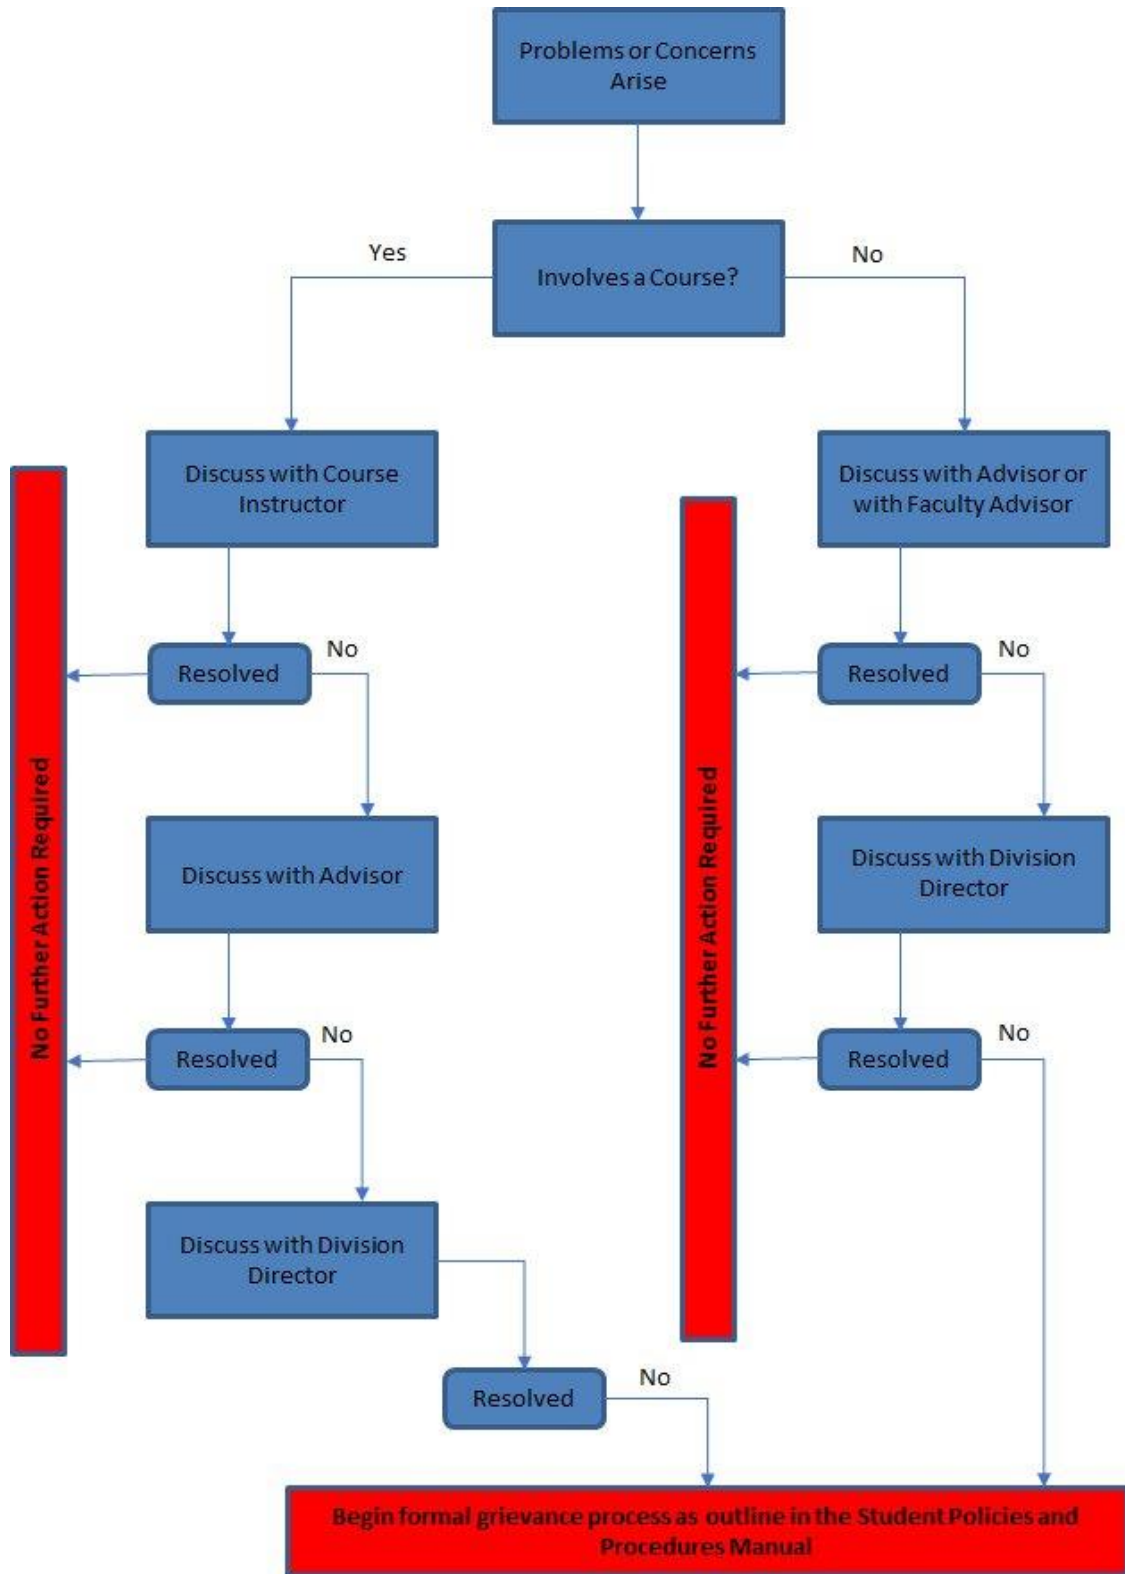 Problems or Concerns
Arise
Yes
Involves a Course?
No
Discuss with Course
Instructor
Discuss with Advisor or
with Faculty Advisor
Resolved
No
Resolved
No
No Further Action Required
No Further Action Required
Discuss with Advisor
Discuss with Division
Director
Resolved
No
Resolved
No
Discuss with Division
Director
Resolved
No
Begin formal grievance process as outline in the Student Policies and
Procedures Manual